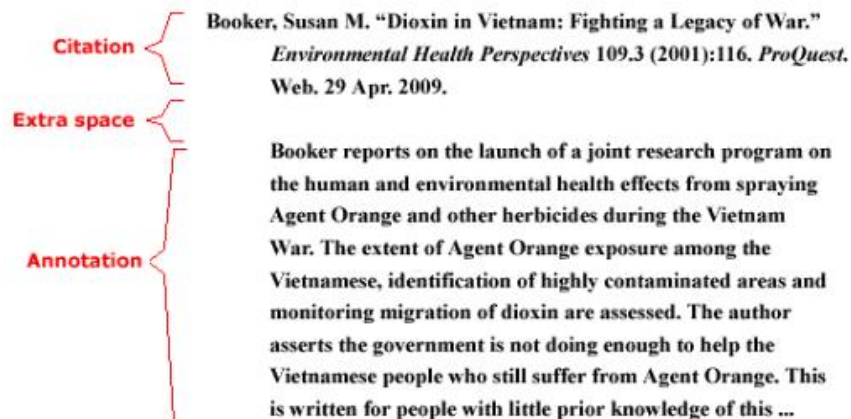 Citation
Booker, Susan M. “Dioxin in Vietnam: Fighting a Legacy of War.”
Environmental Health Perspectives 109.3 (2001):116. ProQuest.
Web. 29 Apr. 2009.
Extra space
Annotation
Booker reports on the launch of a joint research program on
the human and environmental health effects from spraying
Agent Orange and other herbicides during the Vietnam
War. The extent of Agent Orange exposure among the
Vietnamese, identification of highly contaminated areas and
monitoring migration of dioxin are assessed. The author
asserts the government is not doing enough to help the
Vietnamese people who still suffer from Agent Orange. This
is written for people with little prior knowledge of this ...